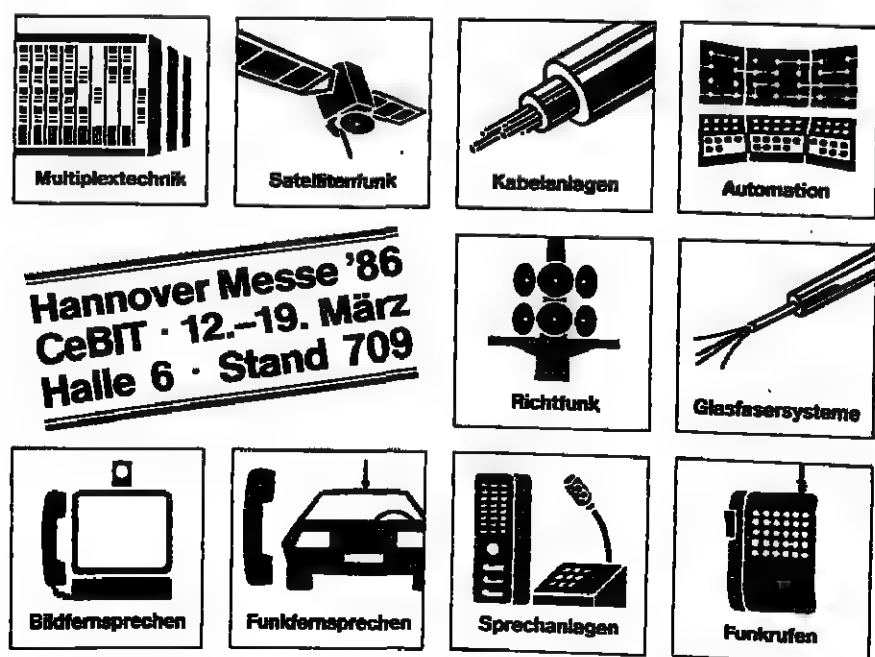 Multiplextechnik
Satellitenfunk
Kabelanlagen
Automation
Hannover Messe '86
CeBIT · 12.–19. März
Halle 6 · Stand 709
Richtfunk
Glasfasersysteme
Bildfernsprechen
Funkfernsprechen
Sprechanlagen
Funkrufen